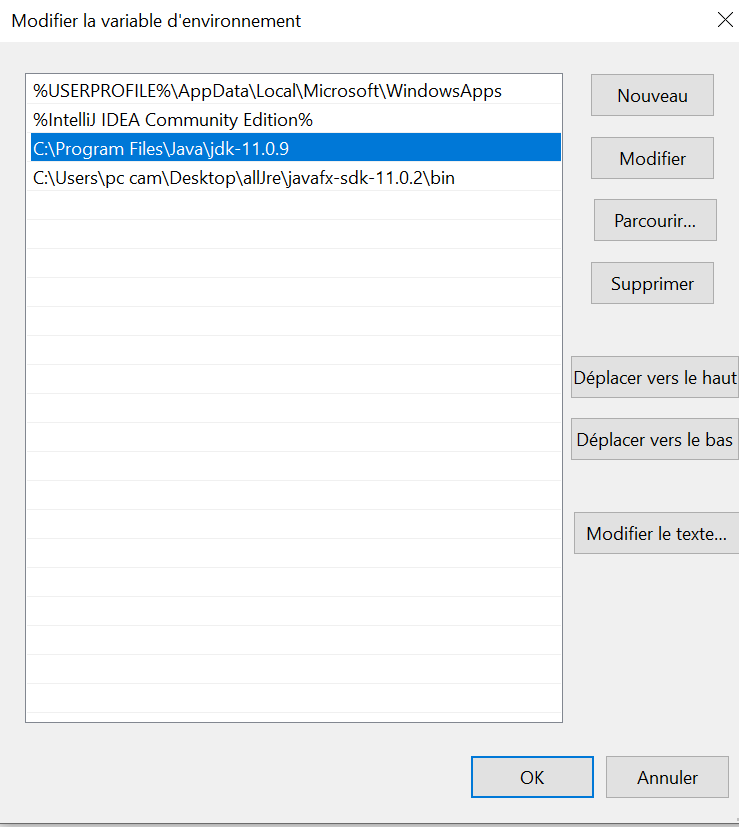 Modifier la variable d'environnement
%USERPROFILE%\AppData\Local\Microsoft\WindowsApps
%IntelliJ IDEA Community Edition%
C:\Program Files\Java\jdk-11.0.9
C:\Users\pc cam\Desktop\allJre\javafx-sdk-11.0.2\bin
Nouveau
Modifier
Parcourir...
Supprimer
Déplacer vers le haut
Déplacer vers le bas
Modifier le texte...
OK
Annuler